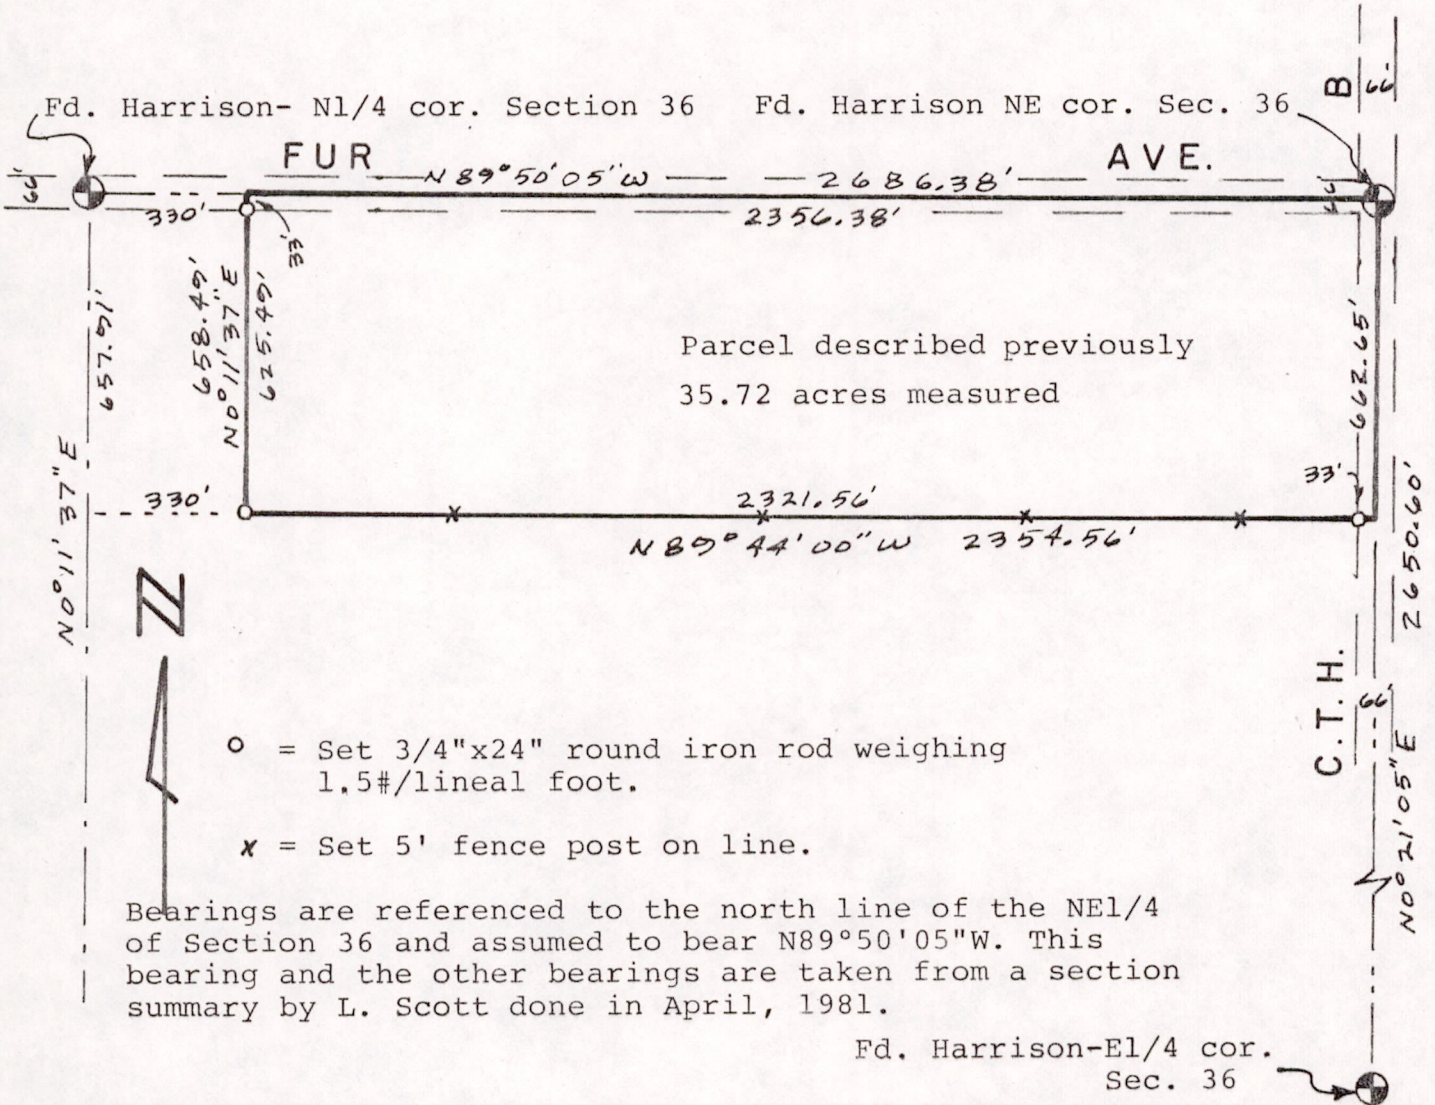 Fd. Harrison- N1/4 cor. Section 36
Fd. Harrison NE cor. Sec. 36
B
66'
FUR AVE.
66'
N89°50'05"W
2686.38'
66'
330'
2356.38'
33'
657.91'
658.49'
N0°11'37"E
625.49'
Parcel described previously
35.72 acres measured
662.65'
33'
330'
2321.56'
N89°44'00"W 2354.56'
N0°11'37"E
2650.60'
N
C.T.H.
66'
N0°21'05"E
o = Set 3/4"x24" round iron rod weighing
1.5#/lineal foot.
x = Set 5' fence post on line.
Bearings are referenced to the north line of the NE1/4
of Section 36 and assumed to bear N89°50'05"W. This
bearing and the other bearings are taken from a section
summary by L. Scott done in April, 1981.
Fd. Harrison-E1/4 cor.
Sec. 36